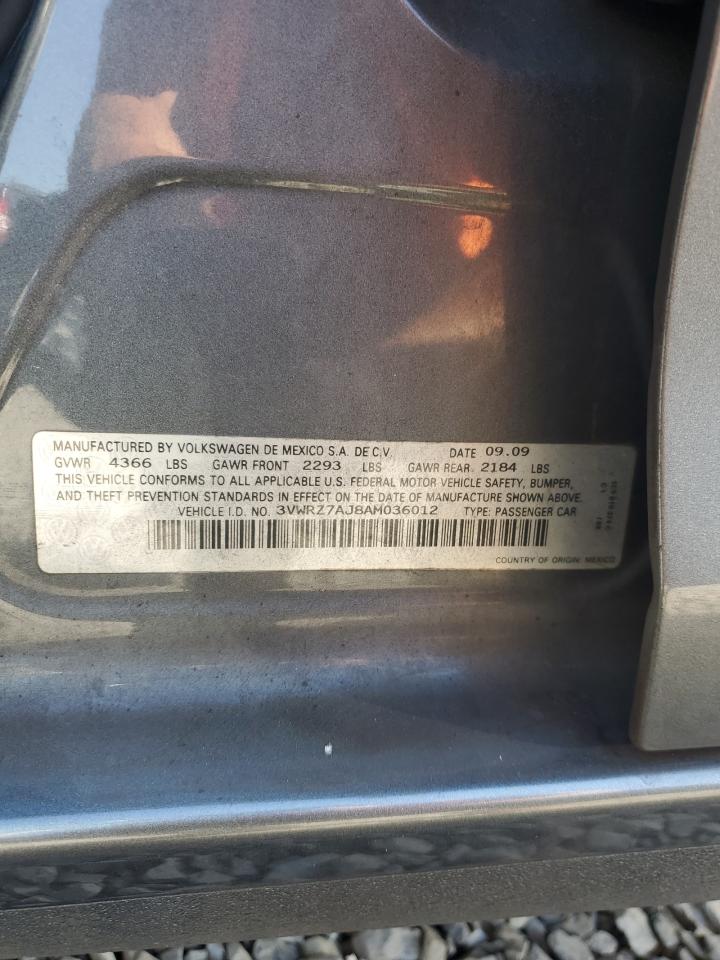 MANUFACTURED BY VOLKSWAGEN DE MEXICO S.A. DE C.V. DATE 09.09
GVWR 4366 LBS GAWR FRONT 2293 LBS GAWR REAR 2184 LBS
THIS VEHICLE CONFORMS TO ALL APPLICABLE U.S. FEDERAL MOTOR VEHICLE SAFETY, BUMPER,
AND THEFT PREVENTION STANDARDS IN EFFECT ON THE DATE OF MANUFACTURE SHOWN ABOVE.
VEHICLE I.D. NO. 3VWRZ7AJ8AM036012 TYPE: PASSENGER CAR
COUNTRY OF ORIGIN: MEXICO